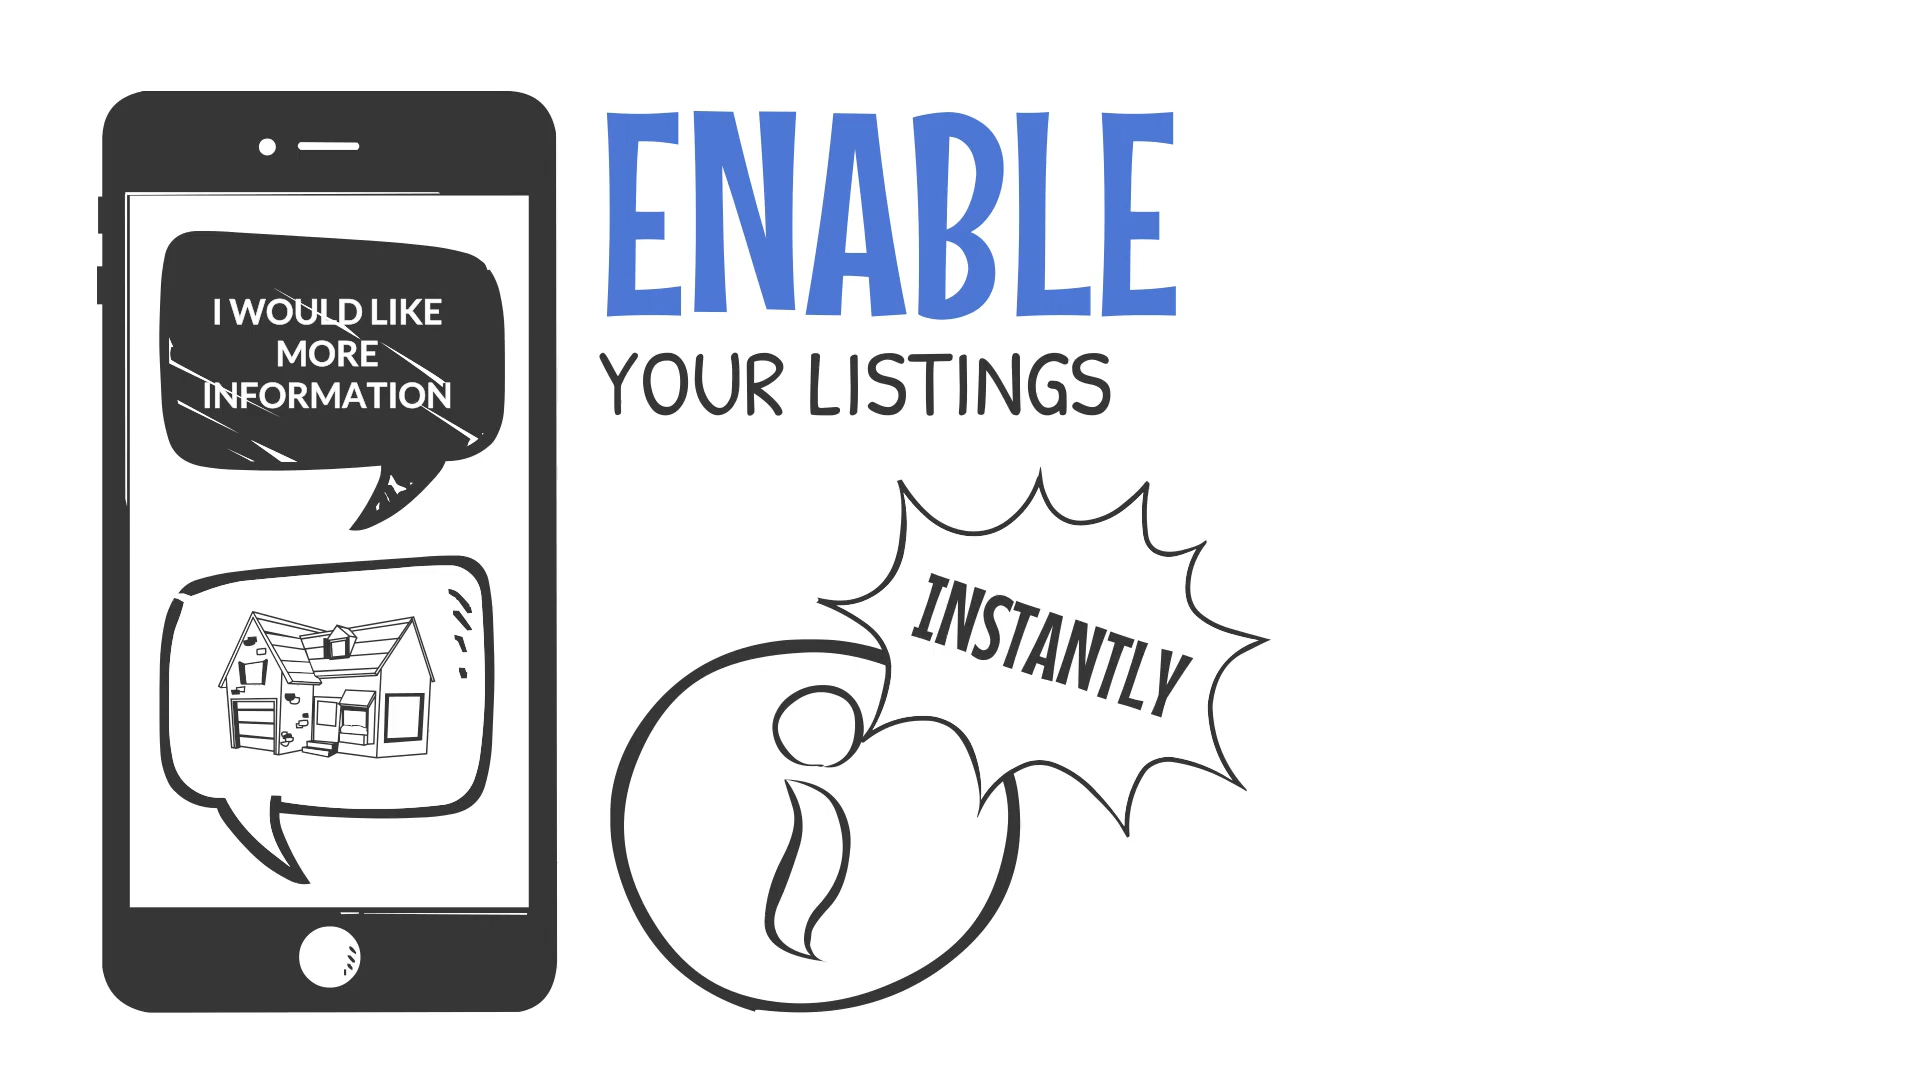 I WOULD LIKE
MORE
INFORMATION
ENABLE
YOUR LISTINGS
INSTANTLY
i